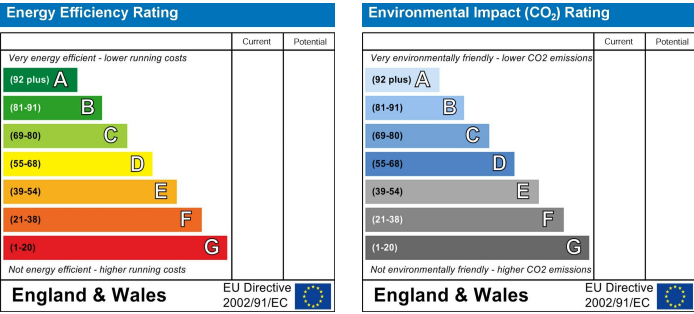 Energy Efficiency Rating
Current Potential
Very energy efficient - lower running costs
(92 plus) A
(81-91) B
(69-80) C
(55-68) D
(39-54) E
(21-38) F
(1-20) G
Not energy efficient - higher running costs
England & Wales
EU Directive
2002/91/EC
Environmental Impact (CO₂) Rating
Current Potential
Very environmentally friendly - lower CO2 emissions
(92 plus) A
(81-91) B
(69-80) C
(55-68) D
(39-54) E
(21-38) F
(1-20) G
Not environmentally friendly - higher CO2 emissions
England & Wales
EU Directive
2002/91/EC